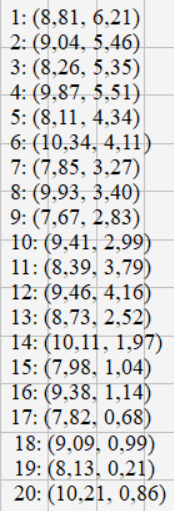 1: (8,81, 6,21)
2: (9,04, 5,46)
3: (8,26, 5,35)
4: (9,87, 5,51)
5: (8,11, 4,34)
6: (10,34, 4,11)
7: (7,85, 3,27)
8: (9,93, 3,40)
9: (7,67, 2,83)
10: (9,41, 2,99)
11: (8,39, 3,79)
12: (9,46, 4,16)
13: (8,73, 2,52)
14: (10,11, 1,97)
15: (7,98, 1,04)
16: (9,38, 1,14)
17: (7,82, 0,68)
18: (9,09, 0,99)
19: (8,13, 0,21)
20: (10,21, 0,86)